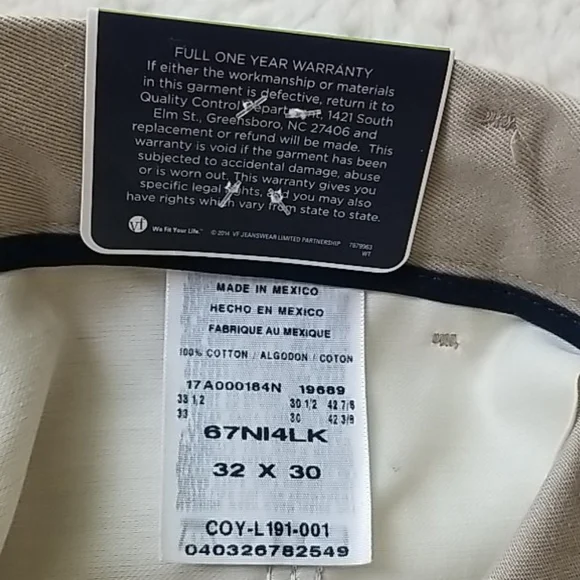 FULL ONE YEAR WARRANTY
If either the workmanship or materials
in this garment is defective, return it to
Quality Control Department, 1421 South
Elm St., Greensboro, NC 27406 and
replacement or refund will be made. This
warranty is void if the garment has been
subjected to accidental damage, abuse
or is worn out. This warranty gives you
specific legal rights, and you may also
have rights which vary from state to state.
vf We Fit Your Life.™ © 2014 VF JEANSWEAR LIMITED PARTNERSHIP 7979963
WT
MADE IN MEXICO
HECHO EN MEXICO
FABRIQUE AU MEXIQUE
100% COTTON / ALGODON / COTON
17A000164N 19689
33 1/2 30 1/2 42 7/8
33 30 42 3/8
67NI4LK
32 X 30
COY-L191-001
040326782549